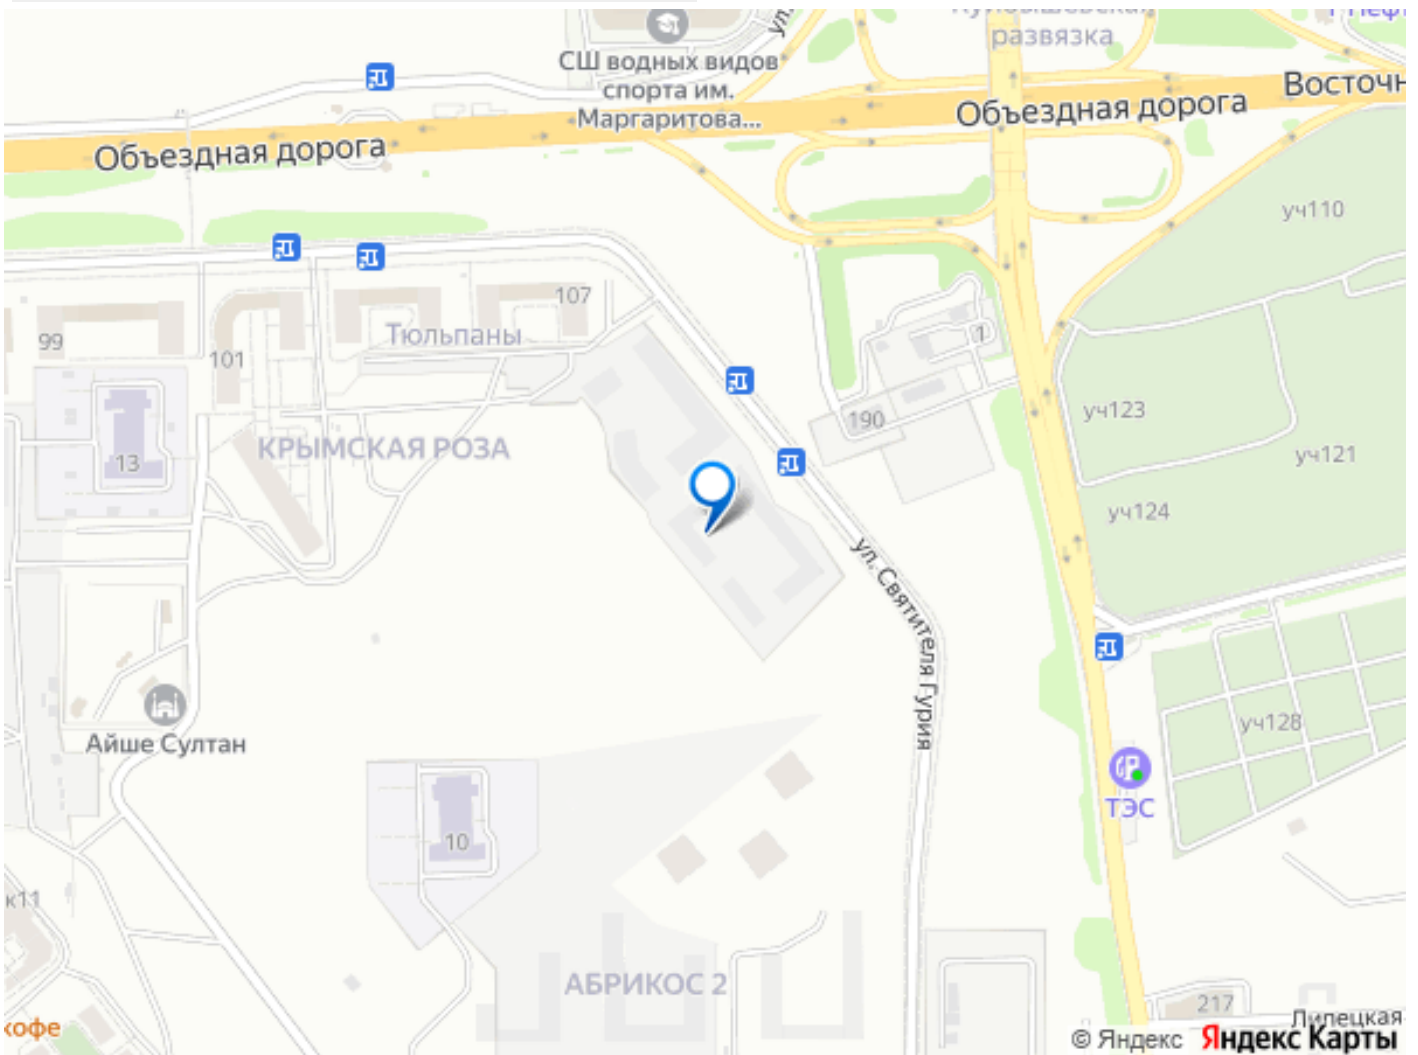 развязка
СШ водных видов
спорта им.
Маргаритова...
Восточн
Объездная дорога
Объездная дорога
уч110
107
Тюльпаны
99
101
1
190
уч123
КРЫМСКАЯ РОЗА
13
уч121
уч124
ул. Святителя Гурия
Айше Султан
уч128
ТЭС
10
к11
АБРИКОС 2
217
Липецкая
кофе
© Яндекс Яндекс Карты